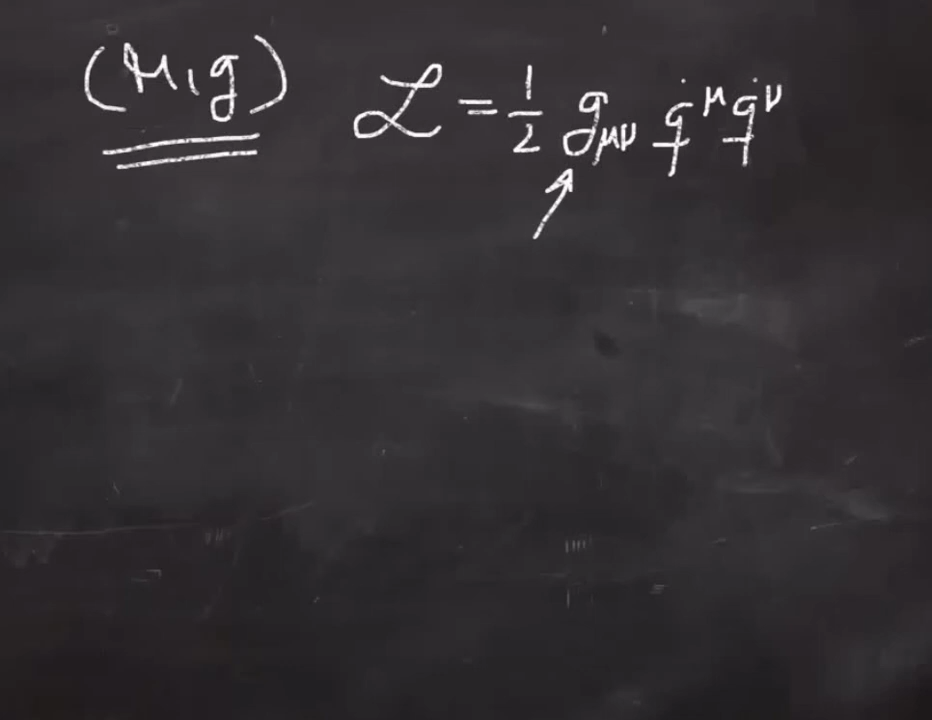 (M, g) ℒ = 1/2 g_μν q̇^μ q̇^ν